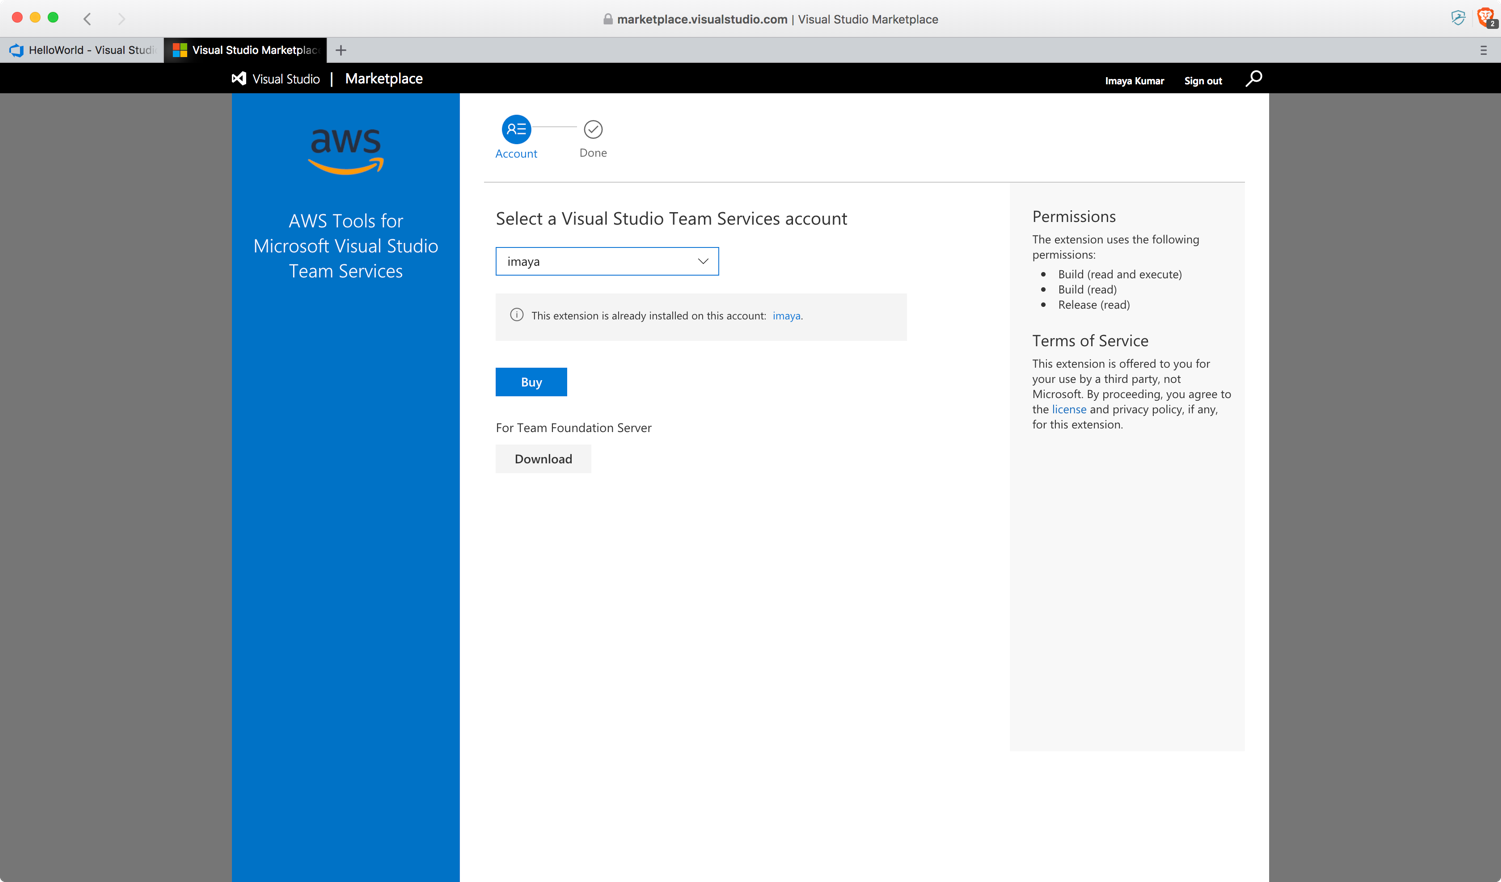 marketplace.visualstudio.com | Visual Studio Marketplace
2
HelloWorld - Visual Studi
Visual Studio Marketplac
Visual Studio | Marketplace
Imaya Kumar
Sign out
aws
AWS Tools for
Microsoft Visual Studio
Team Services
Account
Done
Select a Visual Studio Team Services account
imaya
This extension is already installed on this account: imaya.
Buy
For Team Foundation Server
Download
Permissions
The extension uses the following
permissions:
• Build (read and execute)
• Build (read)
• Release (read)
Terms of Service
This extension is offered to you for
your use by a third party, not
Microsoft. By proceeding, you agree to
the license and privacy policy, if any,
for this extension.